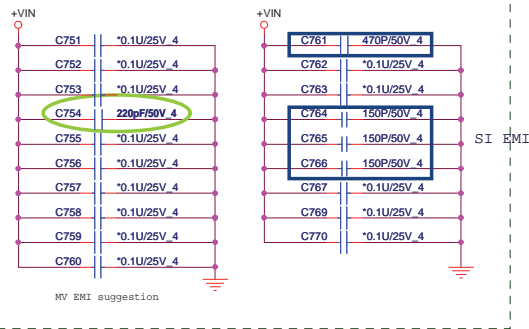 +VIN
C751 *0.1U/25V_4
C752 *0.1U/25V_4
C753 *0.1U/25V_4
C754 220pF/50V_4
C755 *0.1U/25V_4
C756 *0.1U/25V_4
C757 *0.1U/25V_4
C758 *0.1U/25V_4
C759 *0.1U/25V_4
C760 *0.1U/25V_4
MV EMI suggestion
+VIN
C761 470P/50V_4
C762 *0.1U/25V_4
C763 *0.1U/25V_4
C764 150P/50V_4
C765 150P/50V_4
C766 150P/50V_4
C767 *0.1U/25V_4
C769 *0.1U/25V_4
C770 *0.1U/25V_4
SI EMI